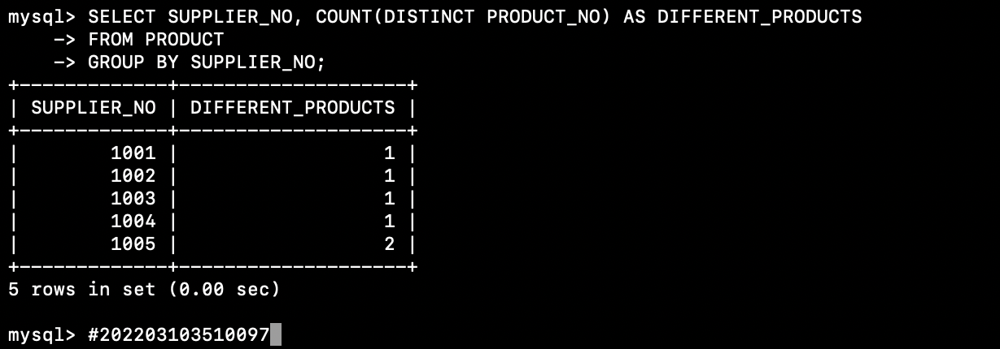 mysql> SELECT SUPPLIER_NO, COUNT(DISTINCT PRODUCT_NO) AS DIFFERENT_PRODUCTS
    -> FROM PRODUCT
    -> GROUP BY SUPPLIER_NO;
+-------------+--------------------+
| SUPPLIER_NO | DIFFERENT_PRODUCTS |
+-------------+--------------------+
|        1001 |                  1 |
|        1002 |                  1 |
|        1003 |                  1 |
|        1004 |                  1 |
|        1005 |                  2 |
+-------------+--------------------+
5 rows in set (0.00 sec)

mysql> #202203103510097